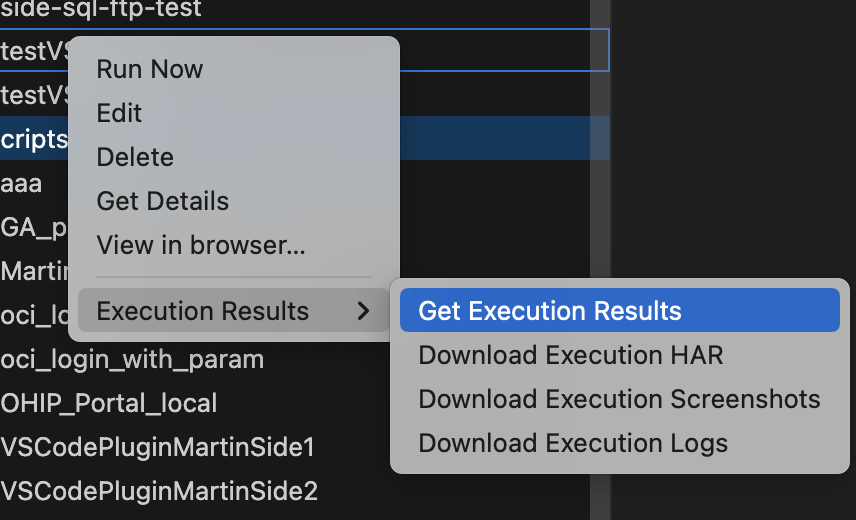 side-sql-ftp-test
testVS
Run Now
testVS
Edit
cripts
Delete
aaa
Get Details
GA_p
View in browser...
Martin
oci_lo
Execution Results
Get Execution Results
oci_login_with_param
Download Execution HAR
OHIP_Portal_local
Download Execution Screenshots
VSCodePluginMartinSide1
Download Execution Logs
VSCodePluginMartinSide2